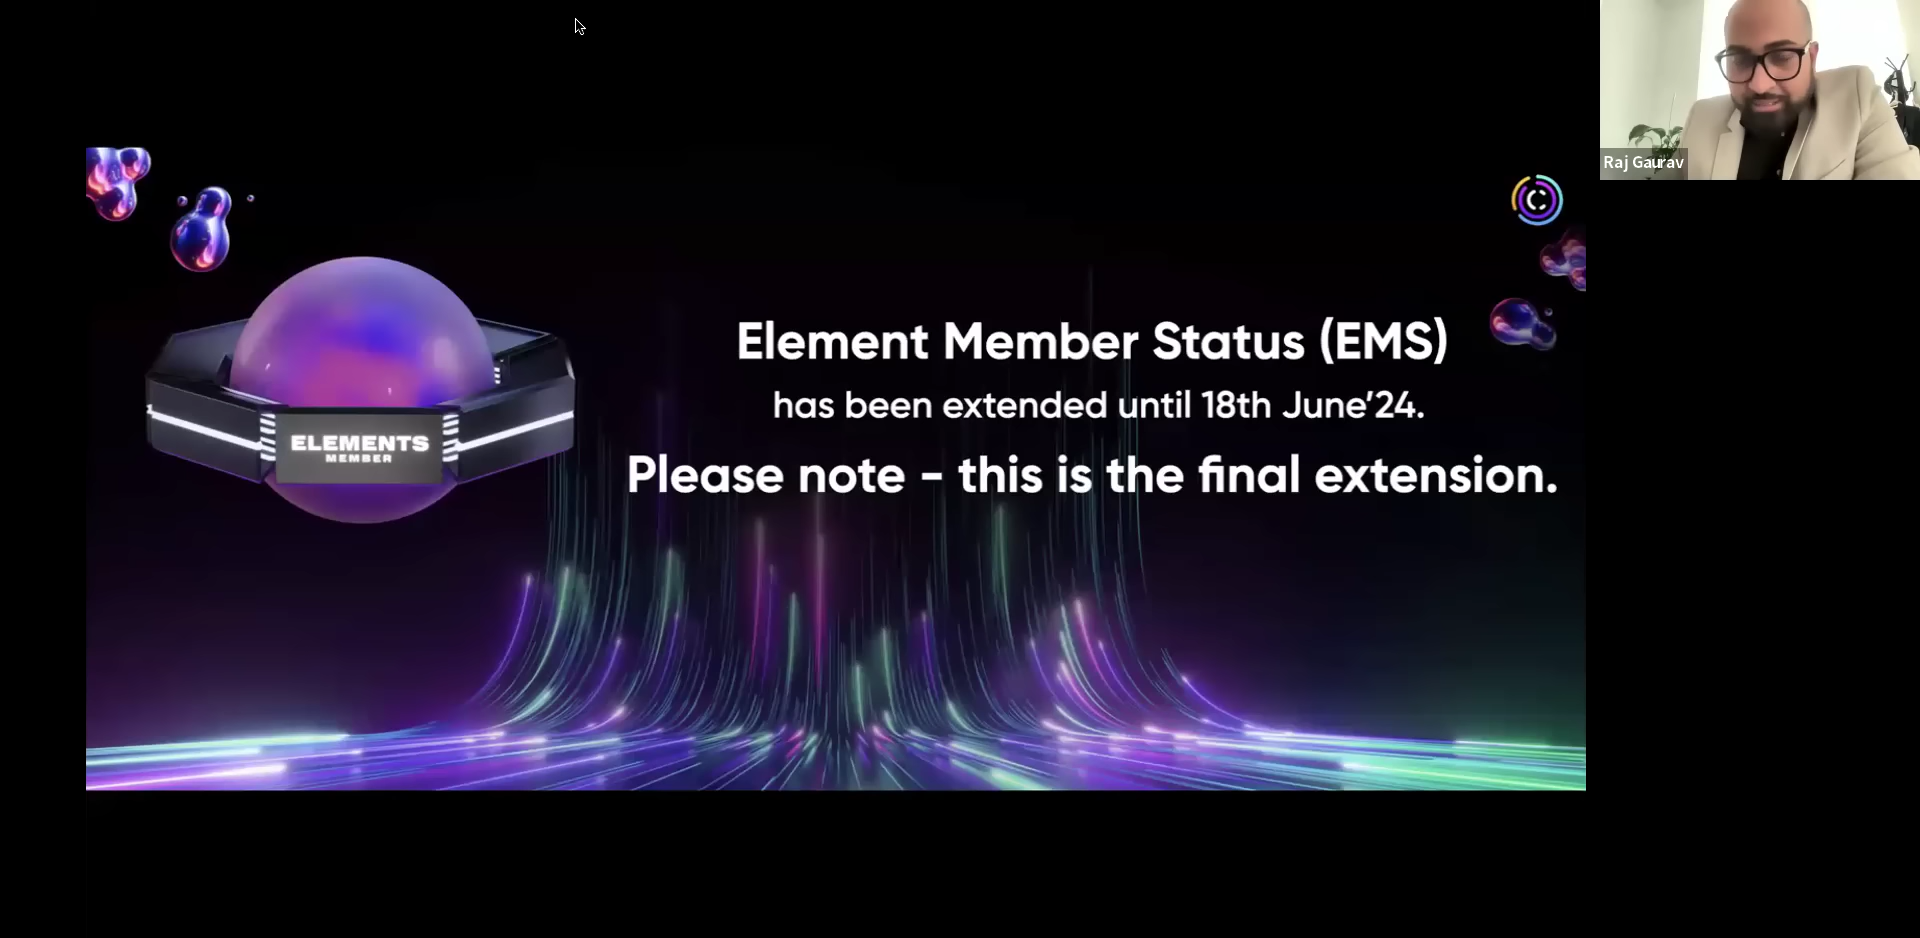 Raj Gaurav
Element Member Status (EMS)
has been extended until 18th June’24.
Please note - this is the final extension.
ELEMENTS
MEMBER